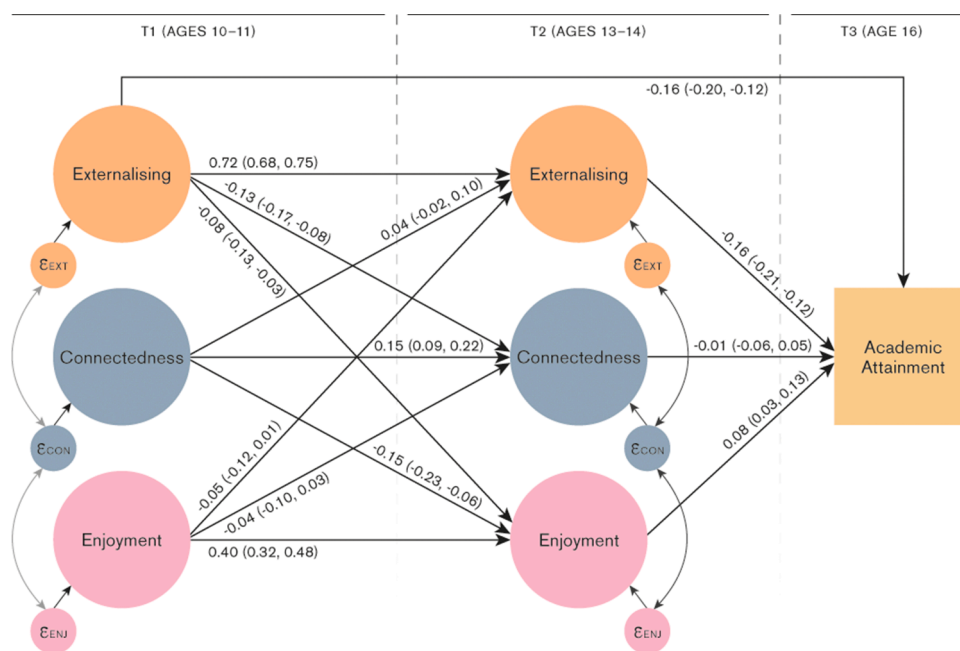 T1 (AGES 10–11)
T2 (AGES 13–14)
T3 (AGE 16)
-0.16 (-0.20, -0.12)
Externalising
0.72 (0.68, 0.75)
Externalising
-0.13 (-0.17, -0.08)
0.04 (-0.02, 0.10)
-0.08 (-0.13, -0.03)
-0.16 (-0.21, -0.12)
εEXT
εEXT
Connectedness
0.15 (0.09, 0.22)
Connectedness
-0.01 (-0.06, 0.05)
Academic
Attainment
εCON
εCON
-0.05 (-0.12, 0.01)
-0.15 (-0.23, -0.06)
0.08 (0.03, 0.13)
-0.04 (-0.10, 0.03)
Enjoyment
0.40 (0.32, 0.48)
Enjoyment
εENJ
εENJ